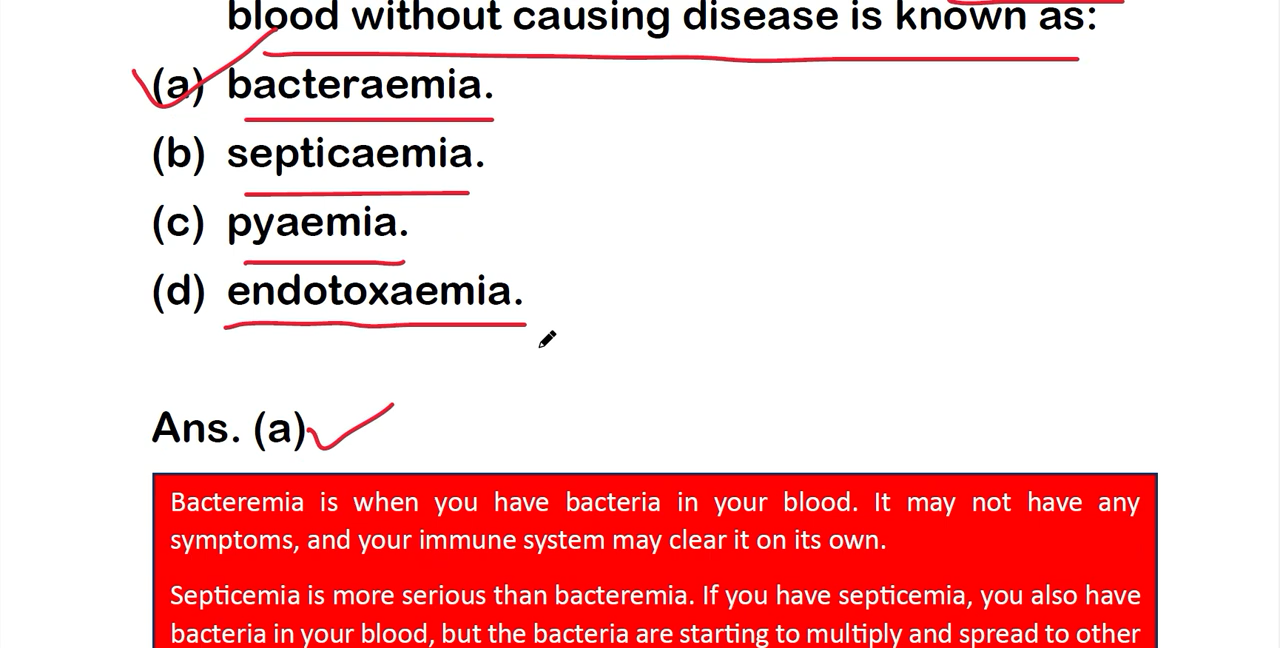 blood without causing disease is known as:
(a) bacteraemia.
(b) septicaemia.
(c) pyaemia.
(d) endotoxaemia.
Ans. (a)
Bacteremia is when you have bacteria in your blood. It may not have any
symptoms, and your immune system may clear it on its own.
Septicemia is more serious than bacteremia. If you have septicemia, you also have
bacteria in your blood, but the bacteria are starting to multiply and spread to other